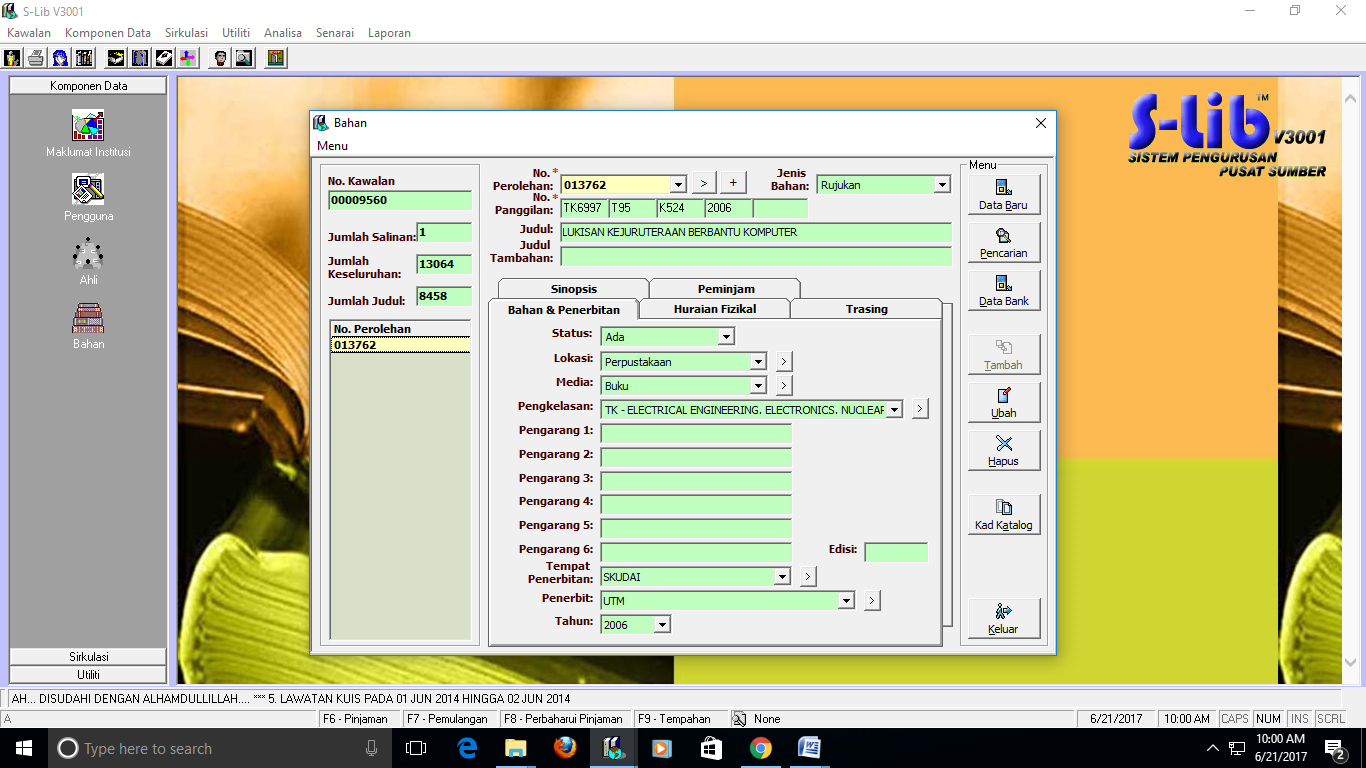 S-Lib V3001
Kawalan Komponen Data Sirkulasi Utiliti Analisa Senarai Laporan
Komponen Data
Maklumat Institusi
Pengguna
Ahli
Bahan
Sirkulasi
Utiliti
S-Lib TM V3001
SISTEM PENGURUSAN
PUSAT SUMBER
Bahan
Menu
No. Kawalan
00009560
Jumlah Salinan: 1
Jumlah Keseluruhan: 13064
Jumlah Judul: 8458
No. Perolehan
013762
No. * Perolehan: 013762 > +
Jenis Bahan: Rujukan
No. * Panggilan: TK6997 T95 K524 2006
Judul: LUKISAN KEJURUTERAAN BERBANTU KOMPUTER
Judul Tambahan:
Sinopsis Peminjam
Bahan & Penerbitan Huraian Fizikal Trasing
Status: Ada
Lokasi: Perpustakaan >
Media: Buku >
Pengkelasan: TK - ELECTRICAL ENGINEERING. ELECTRONICS. NUCLEAR >
Pengarang 1:
Pengarang 2:
Pengarang 3:
Pengarang 4:
Pengarang 5:
Pengarang 6: Edisi:
Tempat Penerbitan: SKUDAI >
Penerbit: UTM >
Tahun: 2006
Menu
Data Baru
Pencarian
Data Bank
Tambah
Ubah
Hapus
Kad Katalog
Keluar
AH... DISUDAHI DENGAN ALHAMDULLILLAH.... *** 5. LAWATAN KUIS PADA 01 JUN 2014 HINGGA 02 JUN 2014
A F6 - Pinjaman F7 - Pemulangan F8 - Perbaharui Pinjaman F9 - Tempahan None 6/21/2017 10:00 AM CAPS NUM INS SCRL
Type here to search
10:00 AM
6/21/2017
2